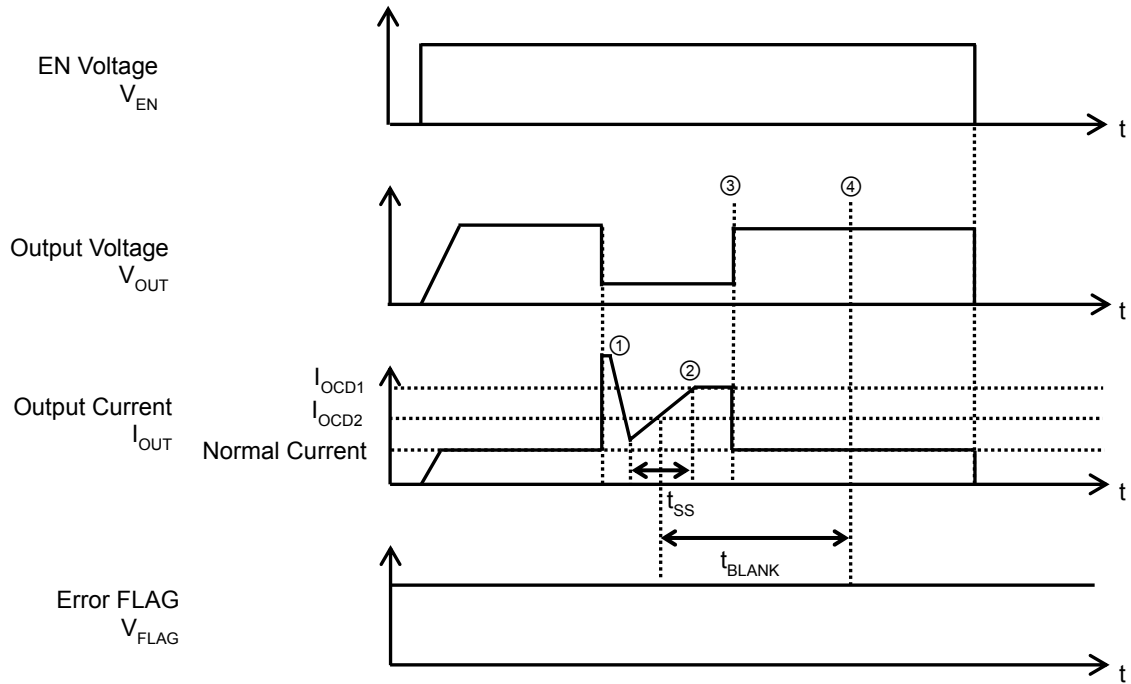 EN Voltage
V_EN
t
③
④
Output Voltage
V_OUT
t
①
②
I_OCD1
I_OCD2
Output Current
I_OUT
Normal Current
t_SS
t
t_BLANK
Error FLAG
V_FLAG
t